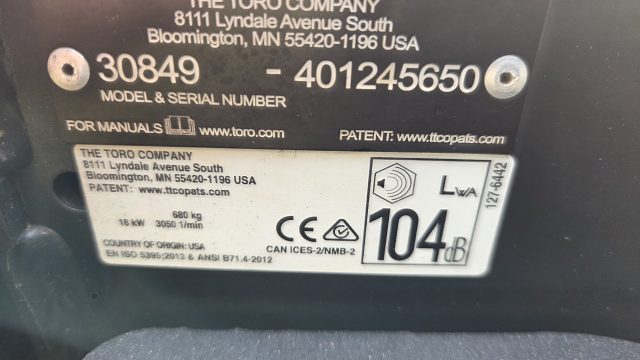 THE TORO COMPANY
8111 Lyndale Avenue South
Bloomington, MN 55420-1196 USA
30849 - 401245650
MODEL & SERIAL NUMBER
FOR MANUALS www.toro.com PATENT: www.ttcopats.com
THE TORO COMPANY
8111 Lyndale Avenue South
Bloomington, MN 55420-1196 USA
PATENT: www.ttcopats.com
680 kg
18 kW 3050 1/min
COUNTRY OF ORIGIN: USA
EN ISO 5395:2013 & ANSI B71.4-2012
CE
CAN ICES-2/NMB-2
LWA
104dB
127-6442